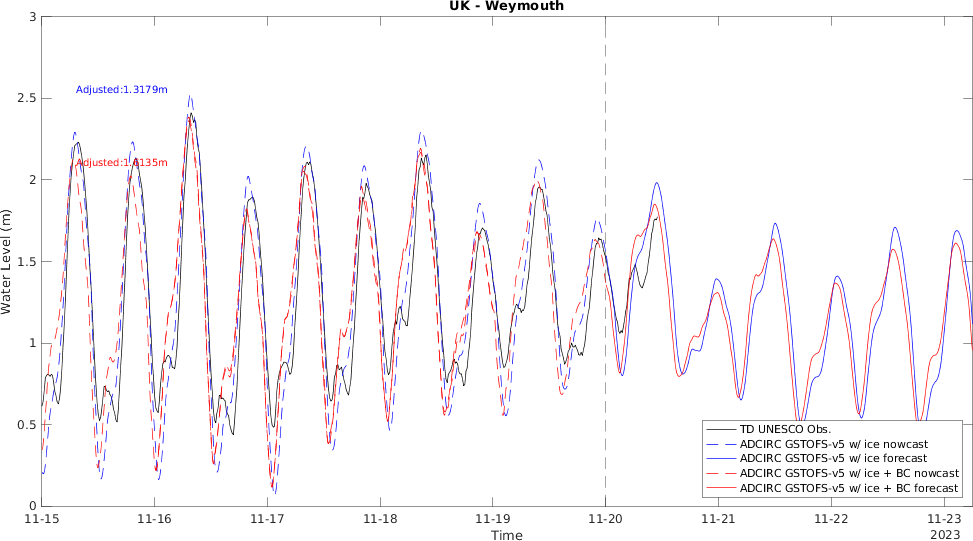 UK - Weymouth
3
2.5
2
1.5
1
0.5
0
Water Level (m)
Adjusted:1.3179m
11-15
11-16
11-17
11-18
11-19
11-20
11-21
11-22
11-23
2023
Time
TD UNESCO Obs.
ADCIRC GSTOFS-v5 w/ ice nowcast
ADCIRC GSTOFS-v5 w/ ice forecast
ADCIRC GSTOFS-v5 w/ ice + BC nowcast
ADCIRC GSTOFS-v5 w/ ice + BC forecast